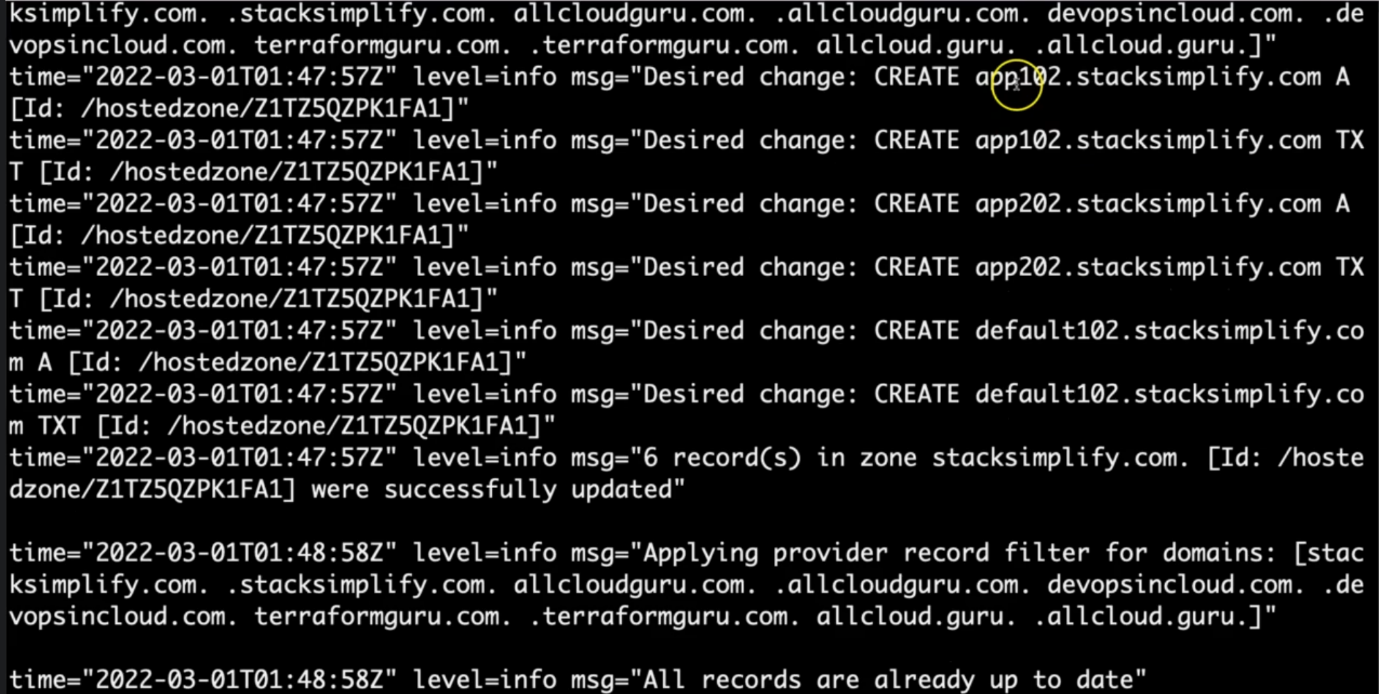 ksimplify.com. .stacksimplify.com. allcloudguru.com. .allcloudguru.com. devopsincloud.com. .de
vopsincloud.com. terraformguru.com. .terraformguru.com. allcloud.guru. .allcloud.guru.]"
time="2022-03-01T01:47:57Z" level=info msg="Desired change: CREATE app102.stacksimplify.com A
[Id: /hostedzone/Z1TZ5QZPK1FA1]"
time="2022-03-01T01:47:57Z" level=info msg="Desired change: CREATE app102.stacksimplify.com TX
T [Id: /hostedzone/Z1TZ5QZPK1FA1]"
time="2022-03-01T01:47:57Z" level=info msg="Desired change: CREATE app202.stacksimplify.com A
[Id: /hostedzone/Z1TZ5QZPK1FA1]"
time="2022-03-01T01:47:57Z" level=info msg="Desired change: CREATE app202.stacksimplify.com TX
T [Id: /hostedzone/Z1TZ5QZPK1FA1]"
time="2022-03-01T01:47:57Z" level=info msg="Desired change: CREATE default102.stacksimplify.co
m A [Id: /hostedzone/Z1TZ5QZPK1FA1]"
time="2022-03-01T01:47:57Z" level=info msg="Desired change: CREATE default102.stacksimplify.co
m TXT [Id: /hostedzone/Z1TZ5QZPK1FA1]"
time="2022-03-01T01:47:57Z" level=info msg="6 record(s) in zone stacksimplify.com. [Id: /hoste
dzone/Z1TZ5QZPK1FA1] were successfully updated"
time="2022-03-01T01:48:58Z" level=info msg="Applying provider record filter for domains: [stac
ksimplify.com. .stacksimplify.com. allcloudguru.com. .allcloudguru.com. devopsincloud.com. .de
vopsincloud.com. terraformguru.com. .terraformguru.com. allcloud.guru. .allcloud.guru.]"
time="2022-03-01T01:48:58Z" level=info msg="All records are already up to date"